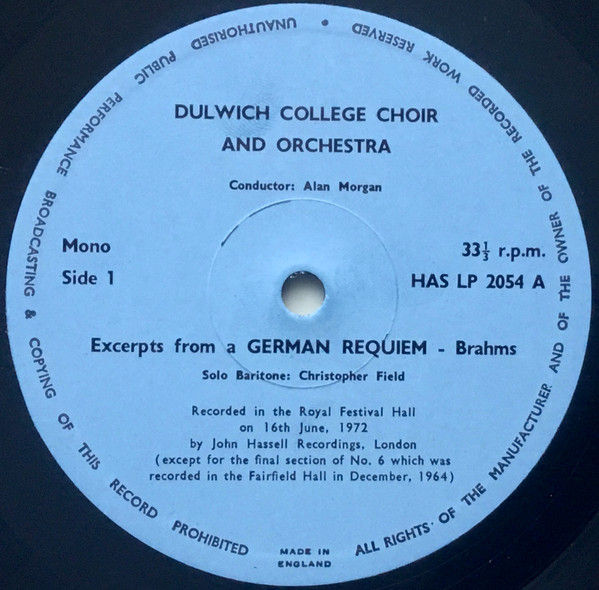 DULWICH COLLEGE CHOIR
AND ORCHESTRA
Conductor: Alan Morgan
Mono
33⅓ r.p.m.
Side 1
HAS LP 2054 A
Excerpts from a GERMAN REQUIEM - Brahms
Solo Baritone: Christopher Field
Recorded in the Royal Festival Hall
on 16th June, 1972
by John Hassell Recordings, London
(except for the final section of No. 6 which was
recorded in the Fairfield Hall in December, 1964)
MADE IN
ENGLAND
ALL RIGHTS· OF THE MANUFACTURER AND OF THE OWNER OF THE RECORDED WORK RESERVED • UNAUTHORISED PUBLIC PERFORMANCE BROADCASTING & COPYING OF THIS RECORD PROHIBITED